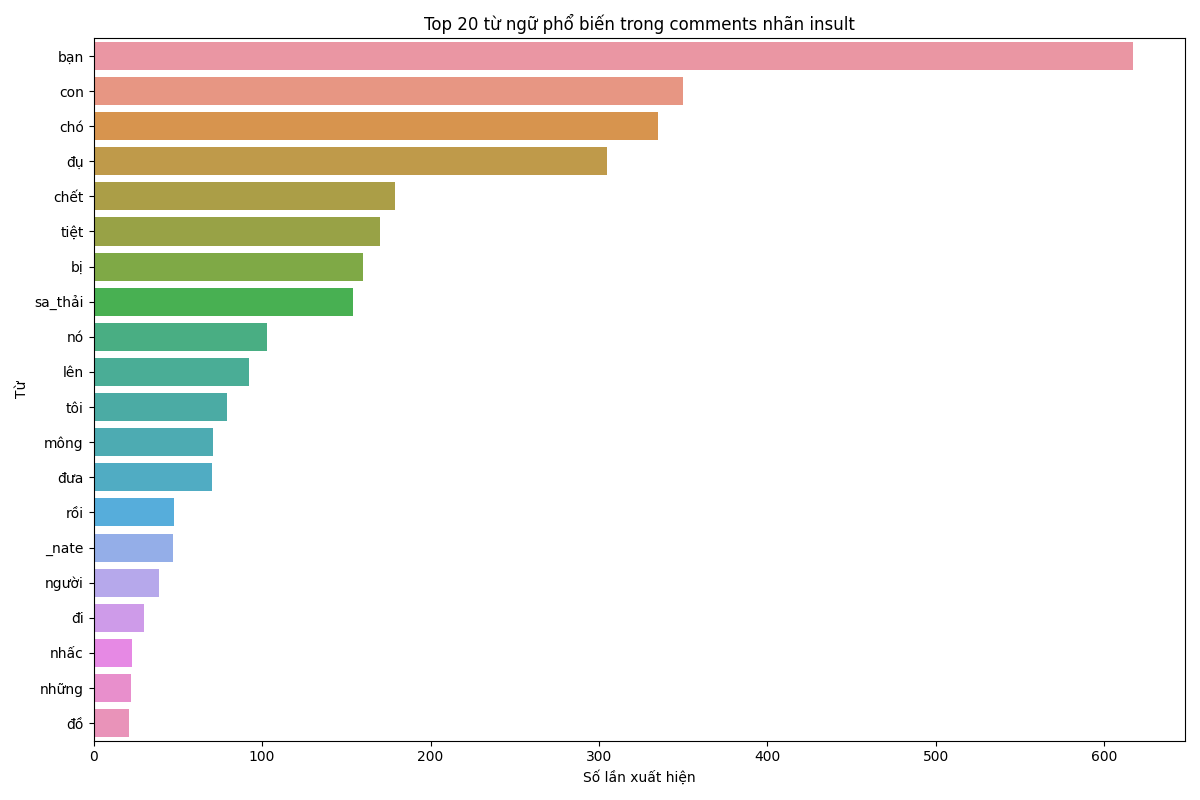 Top 20 từ ngữ phổ biến trong comments nhãn insult
bạn
con
chó
đụ
chết
tiệt
bị
sa_thải
nó
lên
tôi
mông
đưa
rồi
_nate
người
đi
nhấc
những
đồ
Từ
0 100 200 300 400 500 600
Số lần xuất hiện